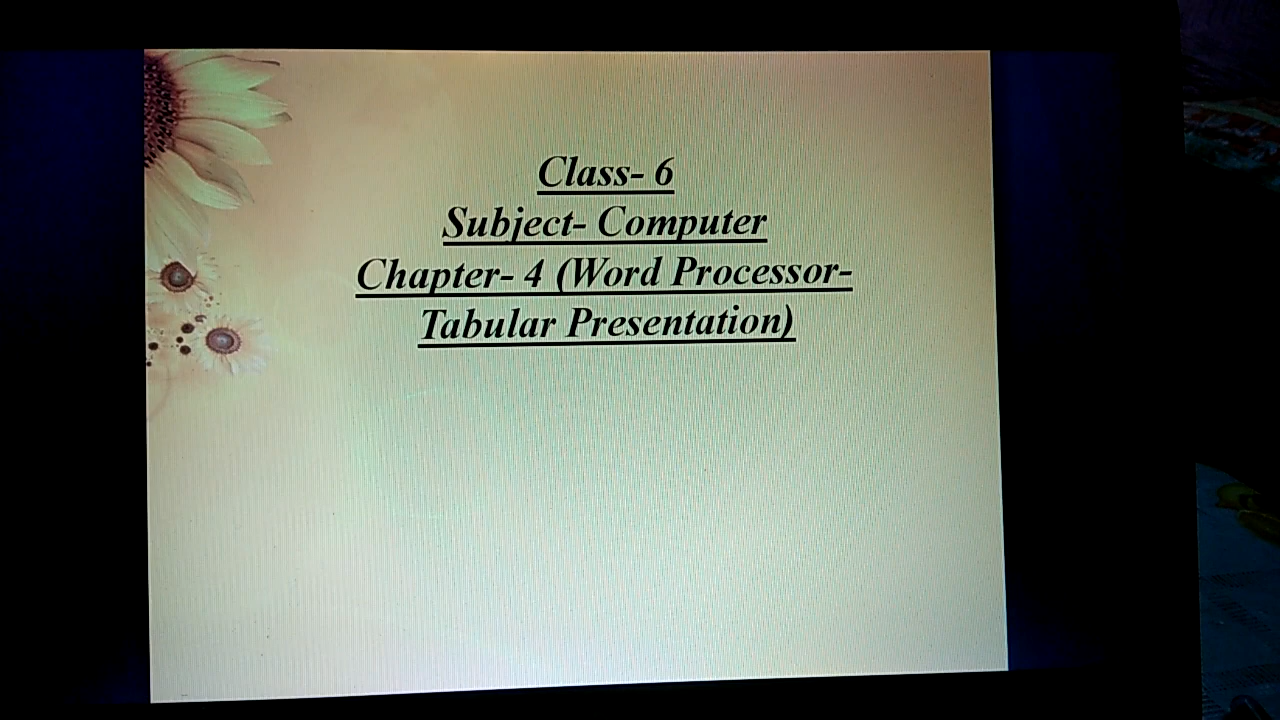 Class- 6
Subject- Computer
Chapter- 4 (Word Processor-
Tabular Presentation)